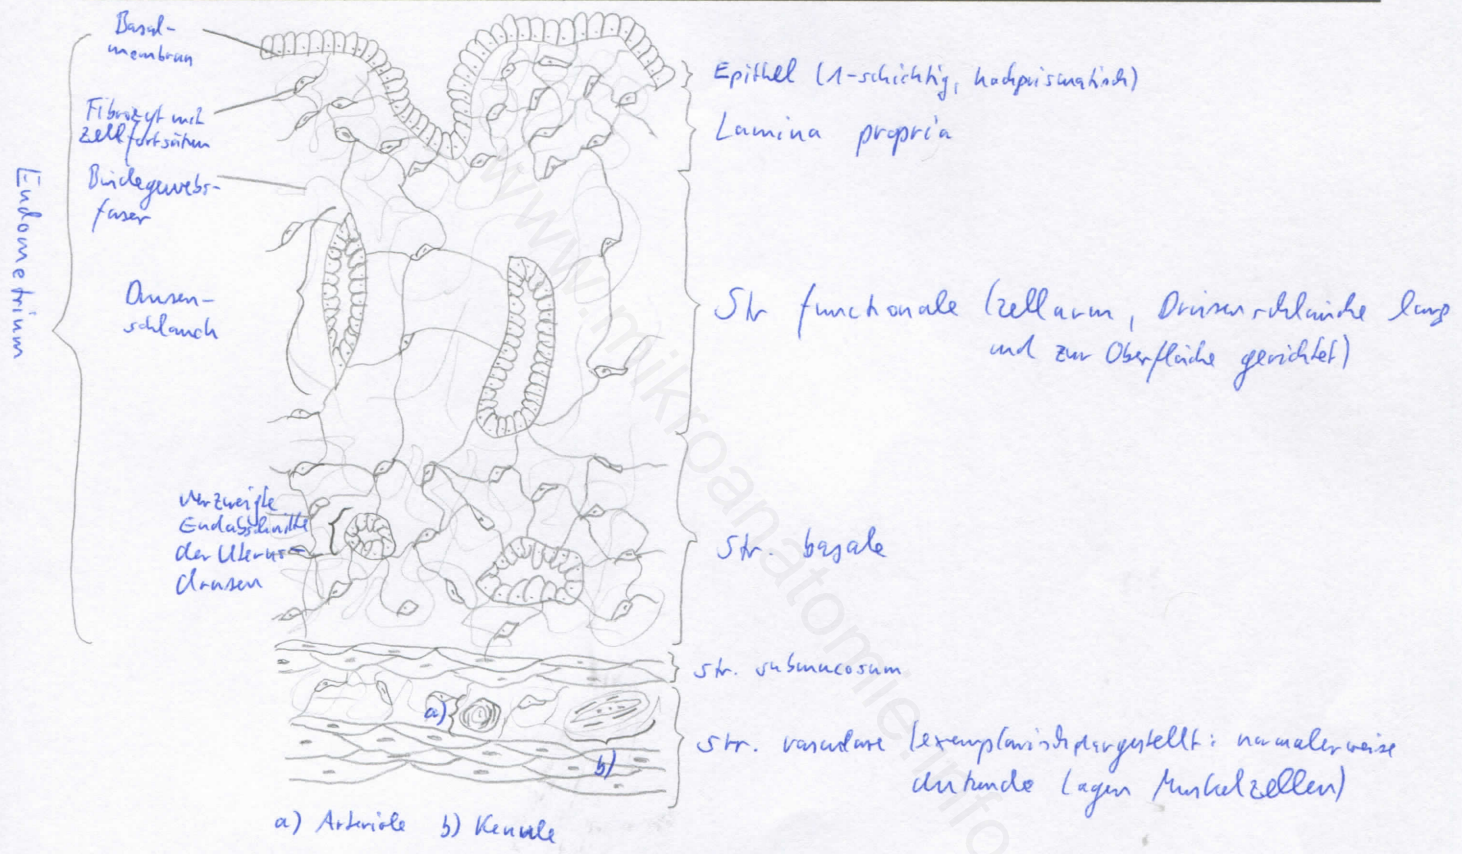 Basal-
membran
Fibrozyt mit
Zellfortsätzen
Bindegewebs-
faser
Endometrium
Drüsen-
schlauch
verzweigte
Endabschnitte
der Uterus-
drüsen
Epithel (1-schichtig, hochprismatisch)
Lamina propria
Str functionale (zellarm, Drüsenschläuche lang
und zur Oberfläche gerichtet)
Str. basale
str. submucosum
str. vasculare (exemplarisch dargestellt: normalerweise
dutzende Lagen Muskelzellen)
a)
b)
a) Arteriole b) Venole
www.mikroanatomie.info